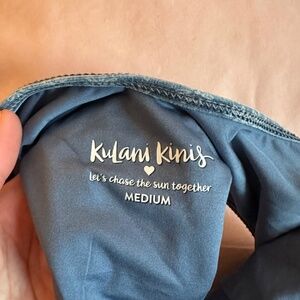 Kulani Kinis
let's chase the sun together
MEDIUM